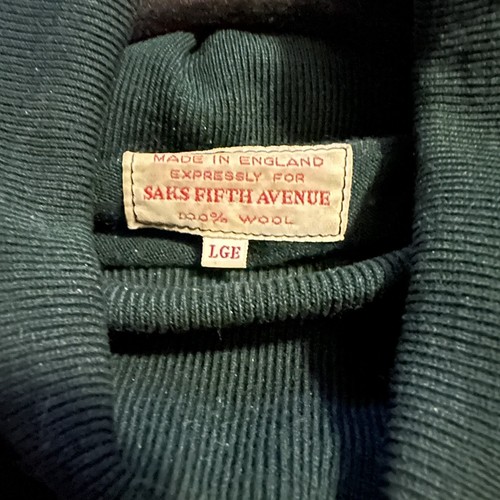 MADE IN ENGLAND
EXPRESSLY FOR
SAKS FIFTH AVENUE
100% WOOL
LGE